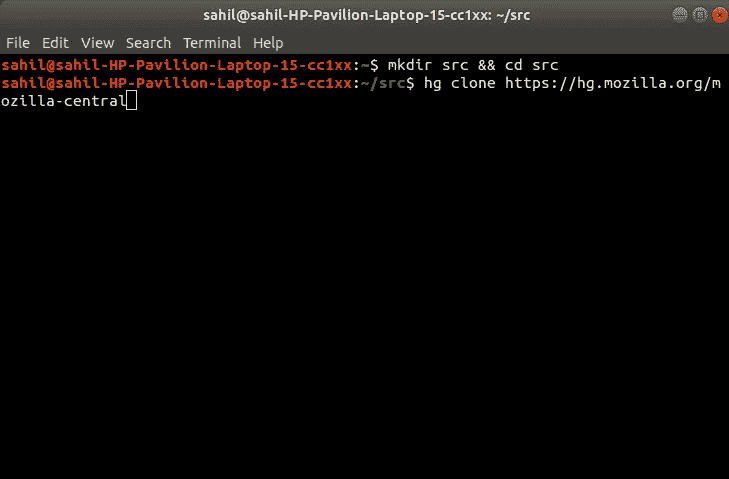 sahil@sahil-HP-Pavilion-Laptop-15-cc1xx: ~/src
File Edit View Search Terminal Help
sahil@sahil-HP-Pavilion-Laptop-15-cc1xx:~$ mkdir src && cd src
sahil@sahil-HP-Pavilion-Laptop-15-cc1xx:~/src$ hg clone https://hg.mozilla.org/m
ozilla-central